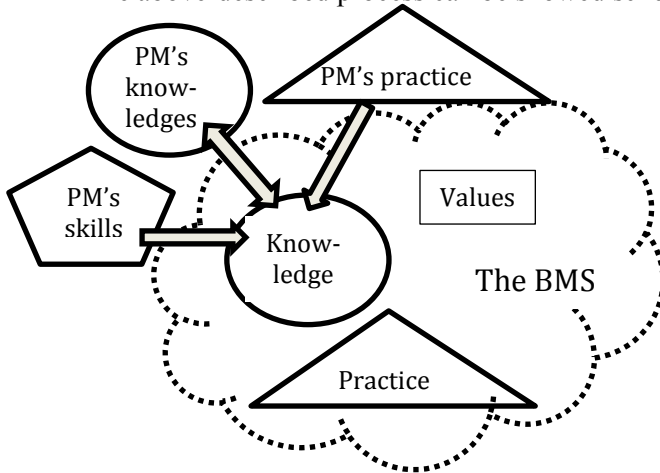 PM's
know-
ledges
PM's practice
PM's
skills
Values
Know-
ledge
The BMS
Practice